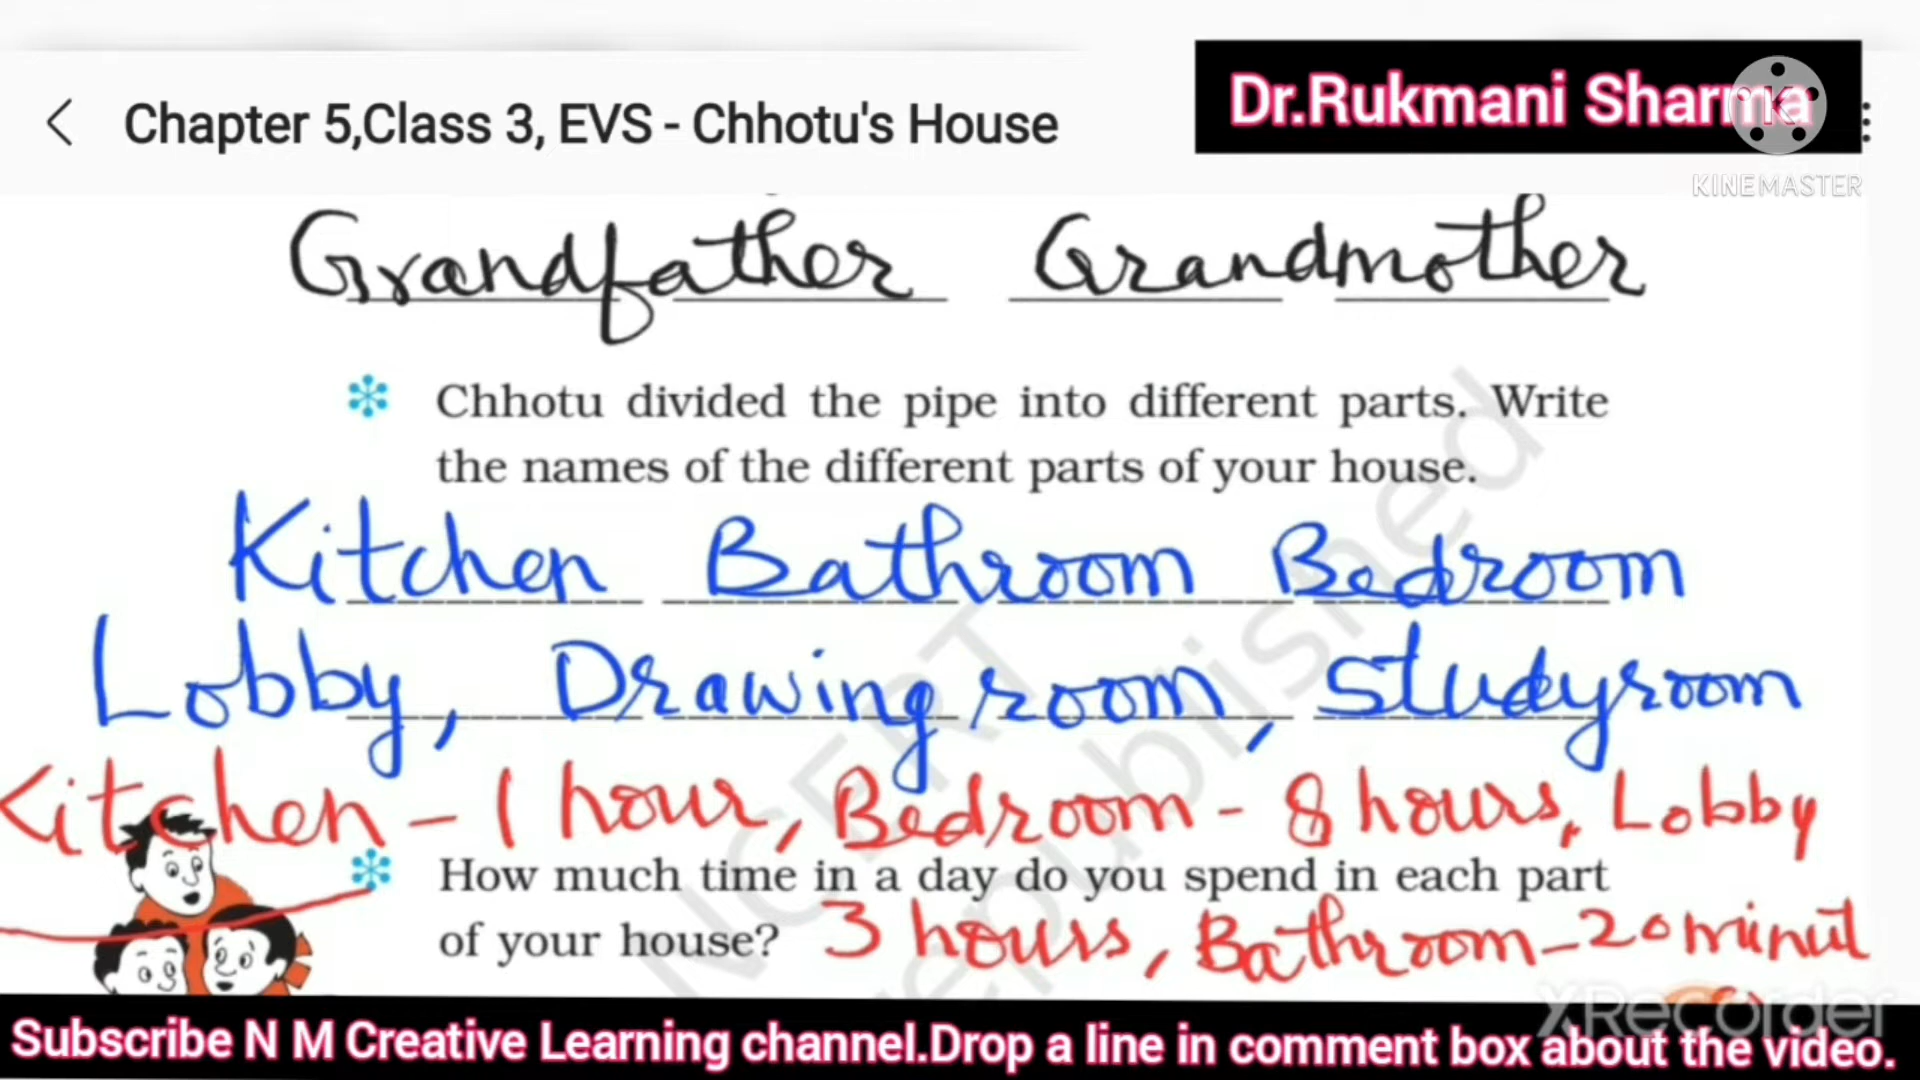 Dr.Rukmani Sharma
Chapter 5,Class 3, EVS - Chhotu's House
KINEMASTER
Grandfather Grandmother
Chhotu divided the pipe into different parts. Write
the names of the different parts of your house.
Kitchen Bathroom Bedroom
Lobby, Drawing room, Studyroom
Kitchen - 1 hour, Bedroom - 8 hours, Lobby
How much time in a day do you spend in each part
of your house? 3 hours, Bathroom - 20 minut
NCERT
republished
XRecorder
Subscribe N M Creative Learning channel.Drop a line in comment box about the video.